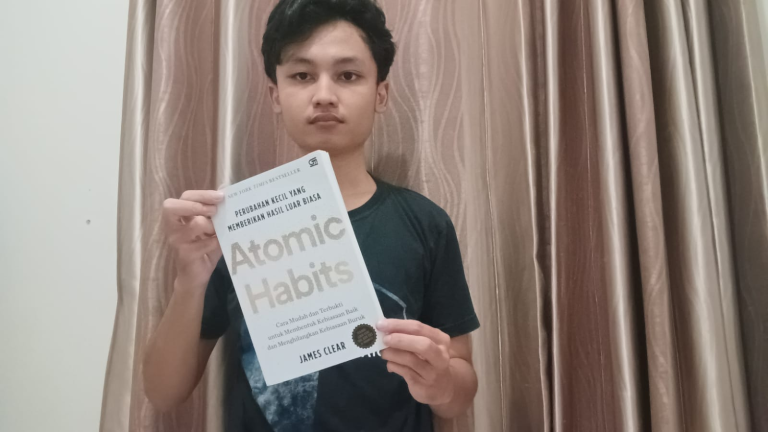 NEW YORK TIMES BESTSELLER
PERUBAHAN KECIL YANG
MEMBERIKAN HASIL LUAR BIASA
Atomic
Habits
Cara Mudah dan Terbukti
untuk Membentuk Kebiasaan Baik
dan Menghilangkan Kebiasaan Buruk
JAMES CLEAR